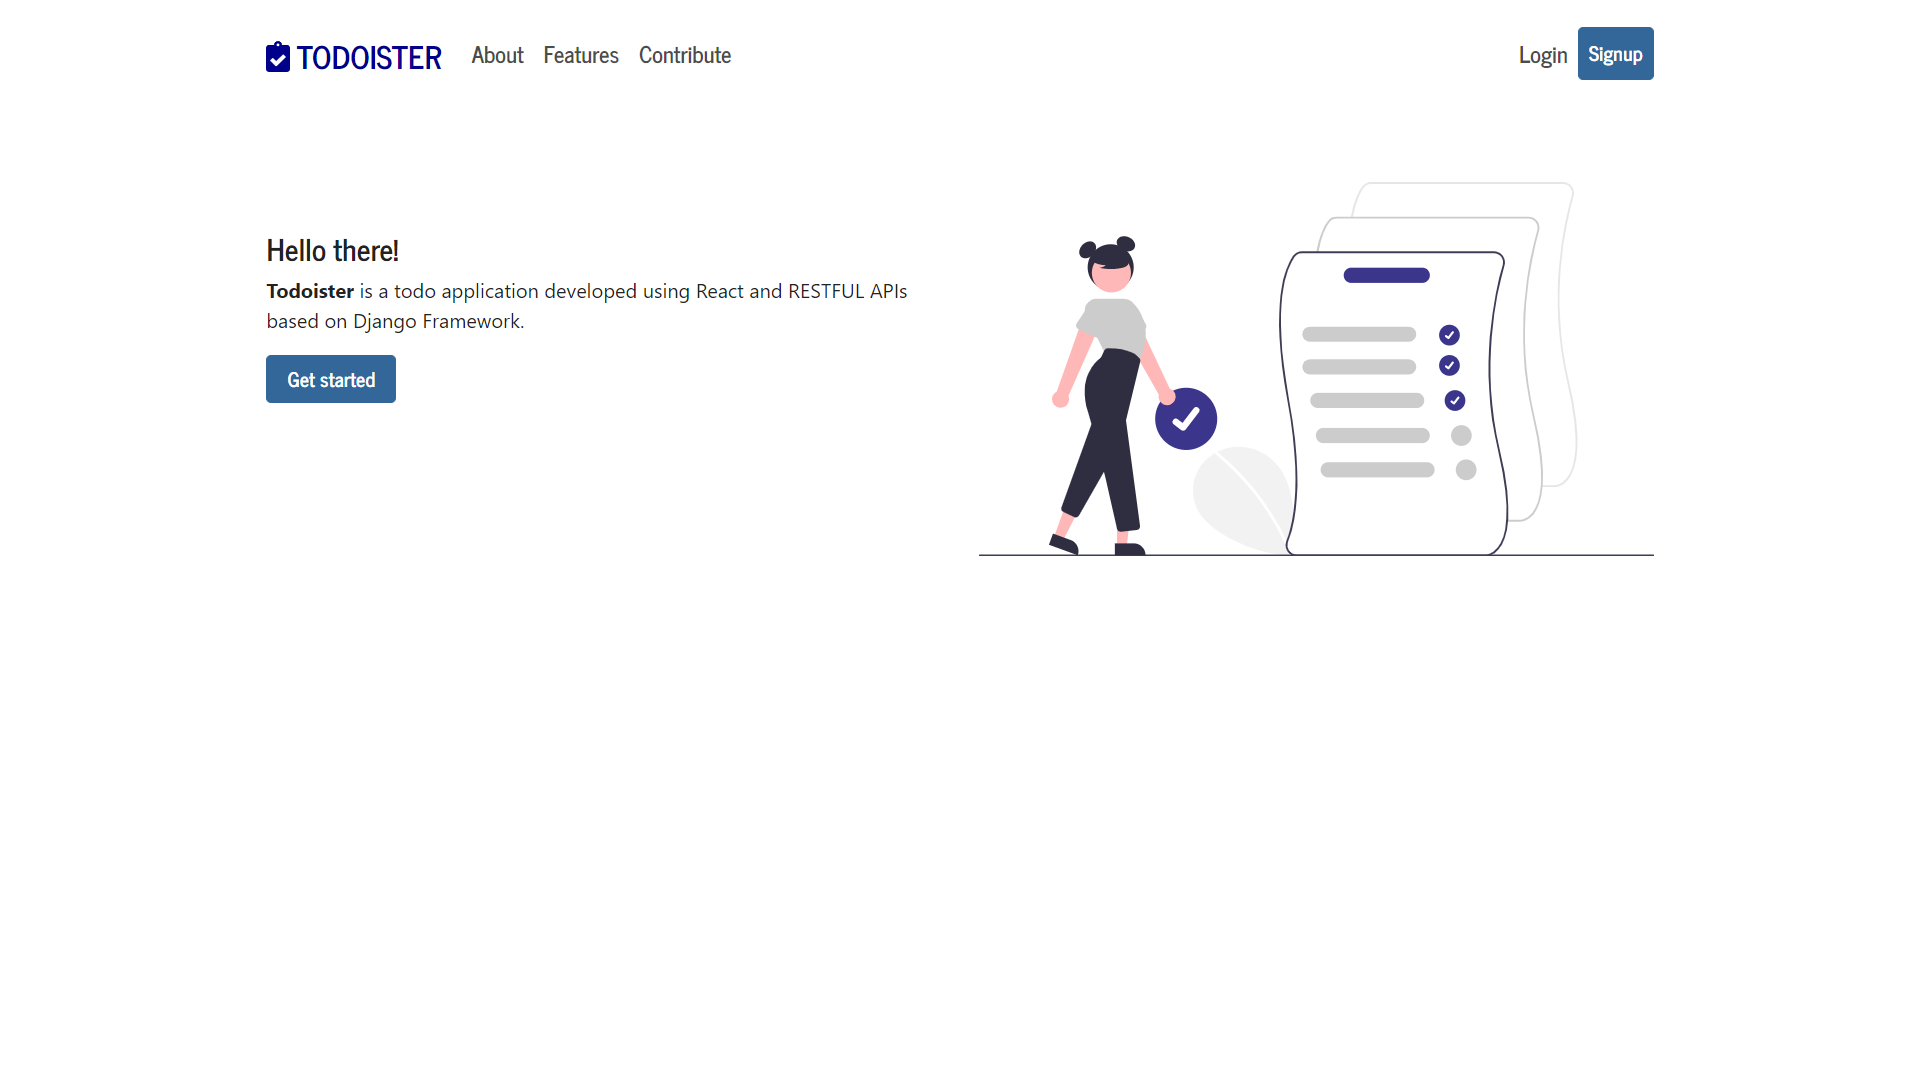 TODOISTER About Features Contribute Login Signup
Hello there!
Todoister is a todo application developed using React and RESTFUL APIs
based on Django Framework.
Get started